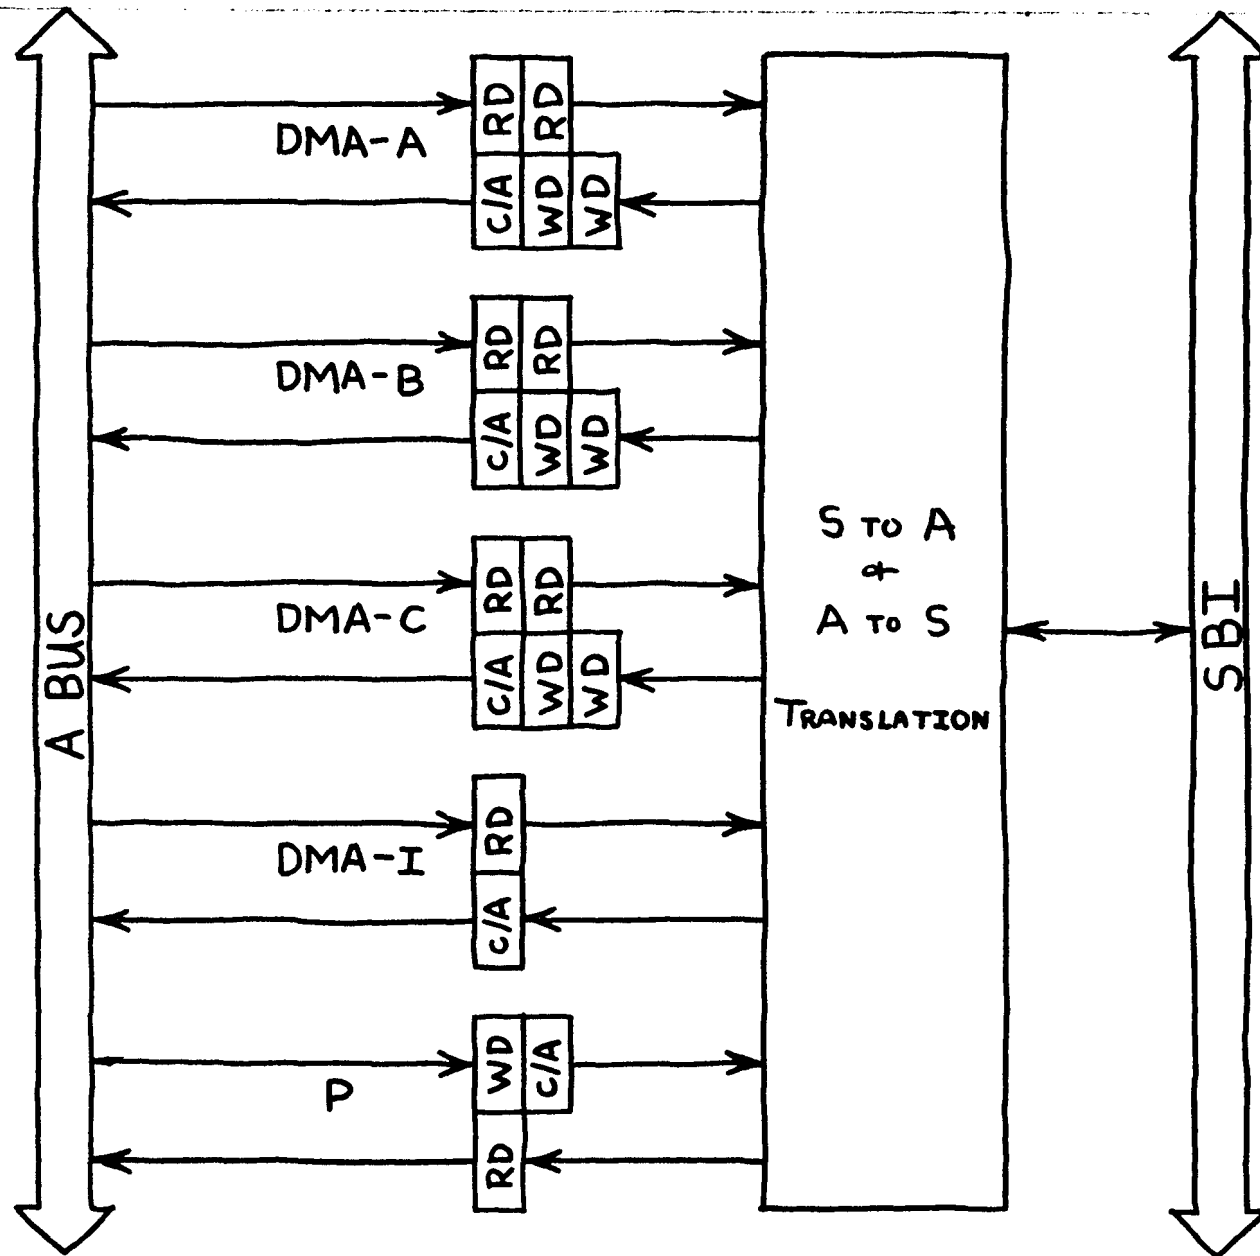 A BUS
RD RD
DMA-A
C/A WD WD
RD RD
DMA-B
C/A WD WD
RD RD
DMA-C
C/A WD WD
RD
DMA-I
C/A
WD C/A
P
RD
S TO A
&
A TO S
TRANSLATION
SBI